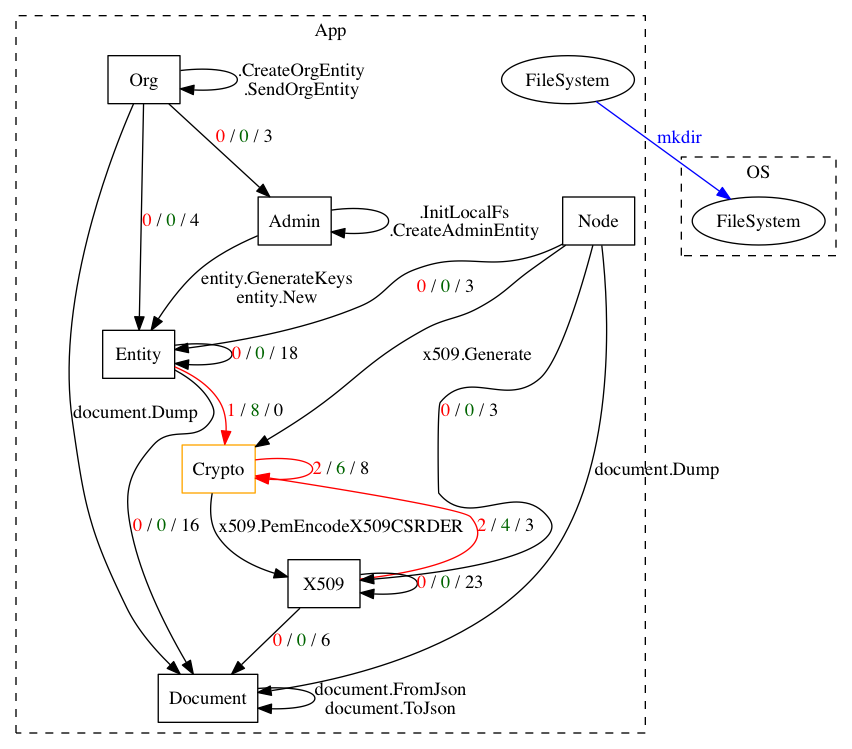 App
Org
.CreateOrgEntity
.SendOrgEntity
FileSystem
0 / 0 / 3
mkdir
OS
0 / 0 / 4
Admin
.InitLocalFs
.CreateAdminEntity
Node
FileSystem
entity.GenerateKeys
entity.New
0 / 0 / 3
Entity
0 / 0 / 18
x509.Generate
document.Dump
1 / 8 / 0
0 / 0 / 3
Crypto
2 / 6 / 8
document.Dump
0 / 0 / 16
x509.PemEncodeX509CSRDER
2 / 4 / 3
X509
0 / 0 / 23
0 / 0 / 6
Document
document.FromJson
document.ToJson